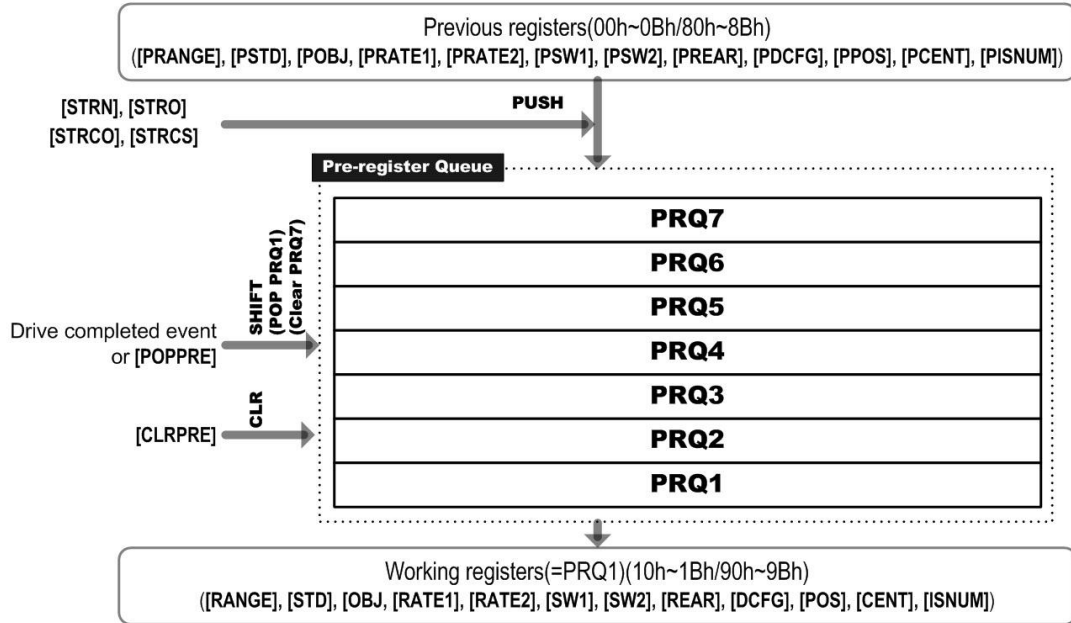 Previous registers(00h~0Bh/80h~8Bh)
([PRANGE], [PSTD], [POBJ, [PRATE1], [PRATE2], [PSW1], [PSW2], [PREAR], [PDCFG], [PPOS], [PCENT], [PISNUM])
[STRN], [STRO]
[STRCO], [STRCS]
PUSH
Pre-register Queue
PRQ7
PRQ6
PRQ5
PRQ4
PRQ3
PRQ2
PRQ1
SHIFT
(POP PRQ1)
(Clear PRQ7)
Drive completed event
or [POPPRE]
CLR
[CLRPRE]
Working registers(=PRQ1)(10h~1Bh/90h~9Bh)
([RANGE], [STD], [OBJ, [RATE1], [RATE2], [SW1], [SW2], [REAR], [DCFG], [POS], [CENT], [ISNUM])